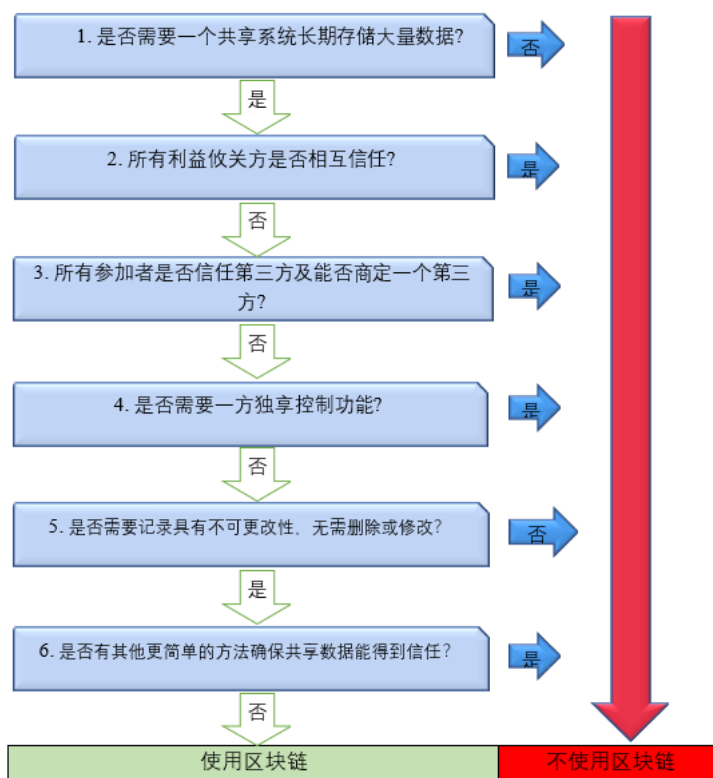 1. 是否需要一个共享系统长期存储大量数据?
否
是
2. 所有利益攸关方是否相互信任?
是
否
3. 所有参加者是否信任第三方及能否商定一个第三
方?
是
否
4. 是否需要一方独享控制功能?
是
否
5. 是否需要记录具有不可更改性，无需删除或修改?
否
是
6. 是否有其他更简单的方法确保共享数据能得到信任?
是
否
使用区块链
不使用区块链